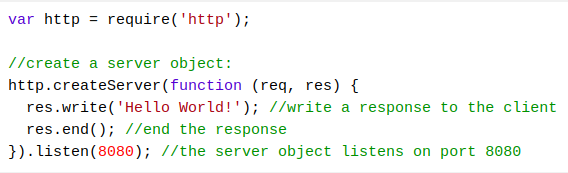 var http = require('http');

//create a server object:
http.createServer(function (req, res) {
  res.write('Hello World!'); //write a response to the client
  res.end(); //end the response
}).listen(8080); //the server object listens on port 8080